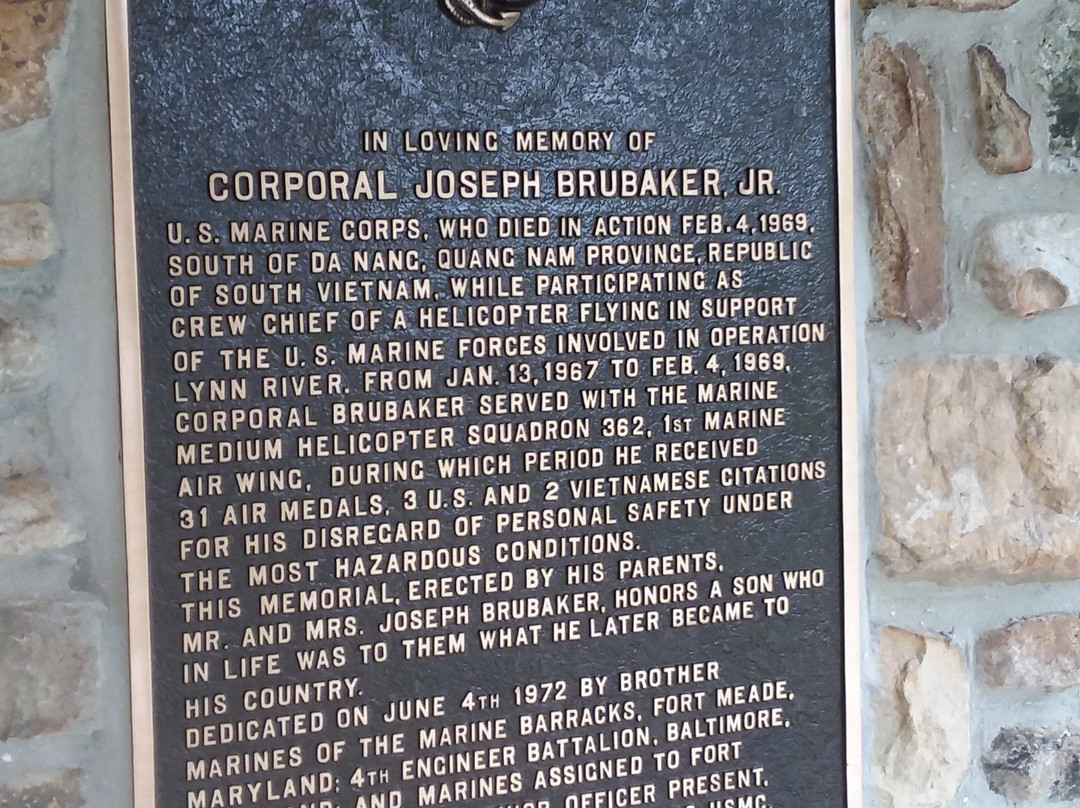 IN LOVING MEMORY OF
CORPORAL JOSEPH BRUBAKER, JR.
U.S. MARINE CORPS, WHO DIED IN ACTION FEB. 4, 1969,
SOUTH OF DA NANG, QUANG NAM PROVINCE, REPUBLIC
OF SOUTH VIETNAM, WHILE PARTICIPATING AS
CREW CHIEF OF A HELICOPTER FLYING IN SUPPORT
OF THE U.S. MARINE FORCES INVOLVED IN OPERATION
LYNN RIVER. FROM JAN. 13, 1967 TO FEB. 4, 1969,
CORPORAL BRUBAKER SERVED WITH THE MARINE
MEDIUM HELICOPTER SQUADRON 362, 1ST MARINE
AIR WING, DURING WHICH PERIOD HE RECEIVED
31 AIR MEDALS, 3 U.S. AND 2 VIETNAMESE CITATIONS
FOR HIS DISREGARD OF PERSONAL SAFETY UNDER
THE MOST HAZARDOUS CONDITIONS.
THIS MEMORIAL, ERECTED BY HIS PARENTS,
MR. AND MRS. JOSEPH BRUBAKER, HONORS A SON WHO
IN LIFE WAS TO THEM WHAT HE LATER BECAME TO
HIS COUNTRY.
DEDICATED ON JUNE 4TH 1972 BY BROTHER
MARINES OF THE MARINE BARRACKS, FORT MEADE,
MARYLAND; 4TH ENGINEER BATTALION, BALTIMORE,
AND MARINES ASSIGNED TO FORT
OFFICER PRESENT,
USMC.